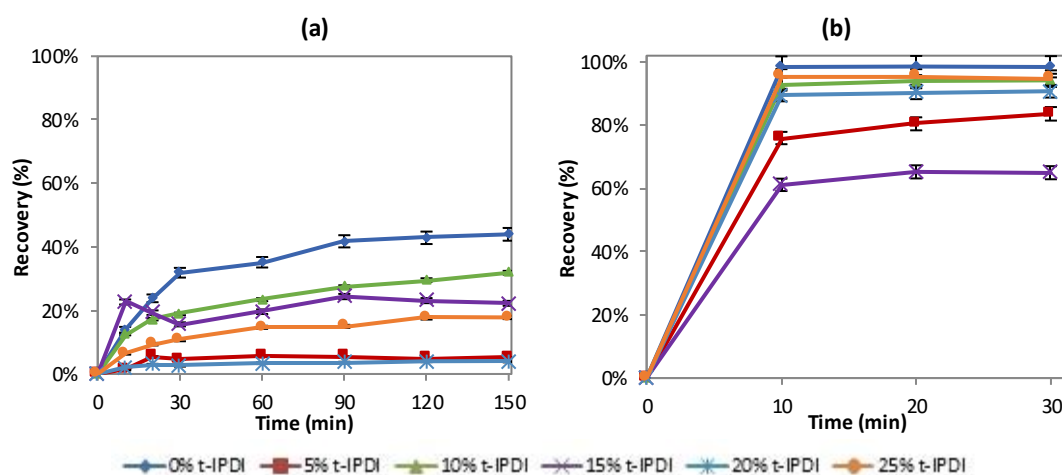 (a)
(b)
Recovery (%)
100%
80%
60%
40%
20%
0%
0 30 60 90 120 150
Time (min)
Recovery (%)
100%
80%
60%
40%
20%
0%
0 10 20 30
Time (min)
0% t-IPDI 5% t-IPDI 10% t-IPDI 15% t-IPDI 20% t-IPDI 25% t-IPDI